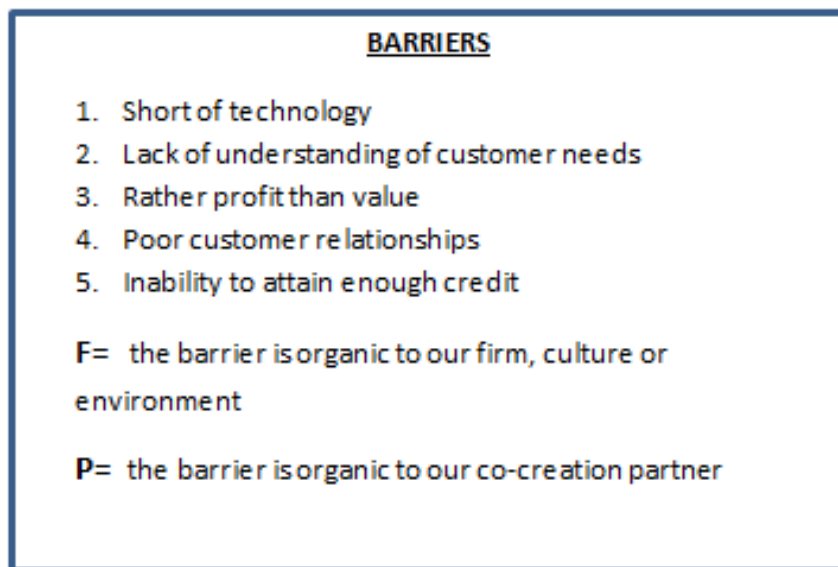 BARRIERS
1. Short of technology
2. Lack of understanding of customer needs
3. Rather profit than value
4. Poor customer relationships
5. Inability to attain enough credit
F= the barrier is organic to our firm, culture or
environment
P= the barrier is organic to our co-creation partner